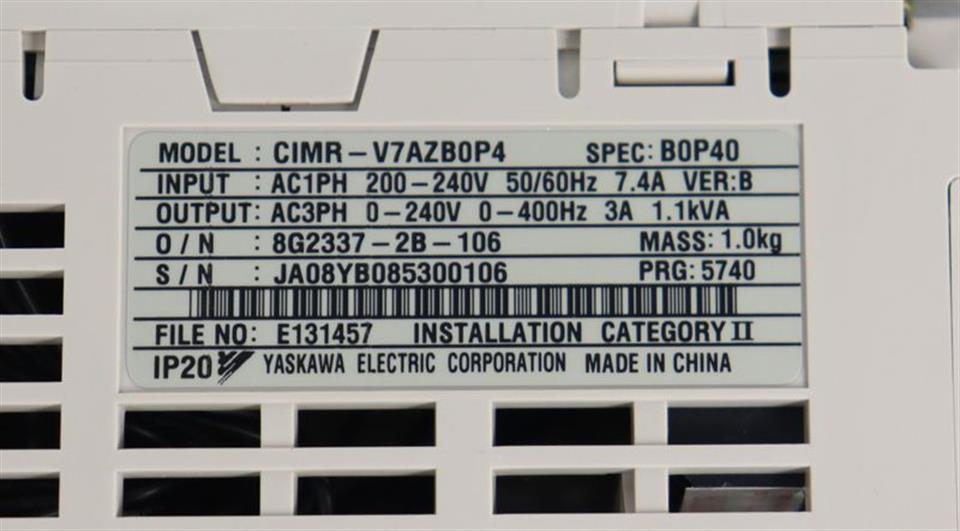 MODEL : CIMR-V7AZB0P4 SPEC: B0P40
INPUT : AC1PH 200-240V 50/60Hz 7.4A VER:B
OUTPUT: AC3PH 0-240V 0-400Hz 3A 1.1kVA
O/N : 8G2337-2B-106 MASS: 1.0kg
S/N : JA08YB085300106 PRG: 5740
FILE NO: E131457 INSTALLATION CATEGORY II
IP20 YASKAWA ELECTRIC CORPORATION MADE IN CHINA